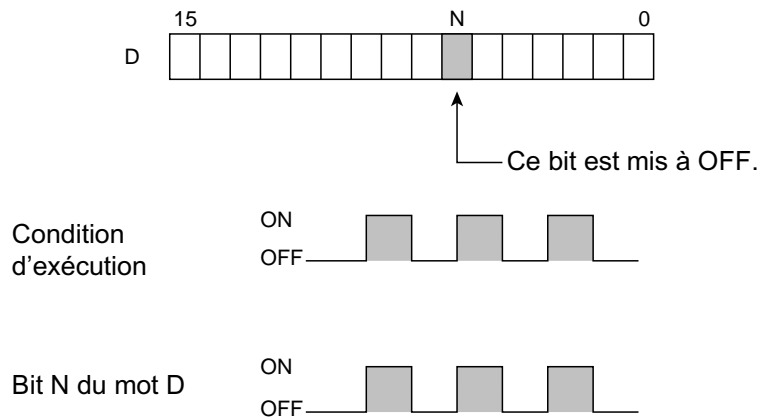 15 N 0
D
Ce bit est mis à OFF.
Condition
d’exécution
ON
OFF
Bit N du mot D
ON
OFF